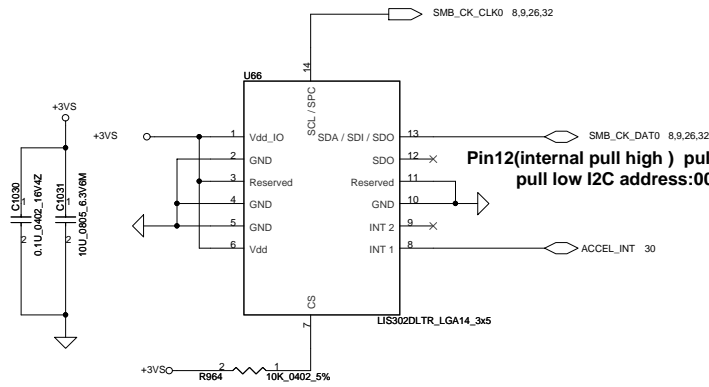 SMB_CK_CLK0 8,9,26,32
U66
14
SCL / SPC
+3VS
+3VS
1 Vdd_IO
2 GND
3 Reserved
4 GND
5 GND
6 Vdd
SDA / SDI / SDO 13
SDO 12
Reserved 11
GND 10
INT 2 9
INT 1 8
SMB_CK_DAT0 8,9,26,32
Pin12(internal pull high )
pull low I2C address:00
ACCEL_INT 30
C1030
1
2
0.1U_0402_16V4Z
C1031
1
2
10U_0805_6.3V6M
CS
7
LIS302DLTR_LGA14_3x5
+3VS
2 1
R964 10K_0402_5%